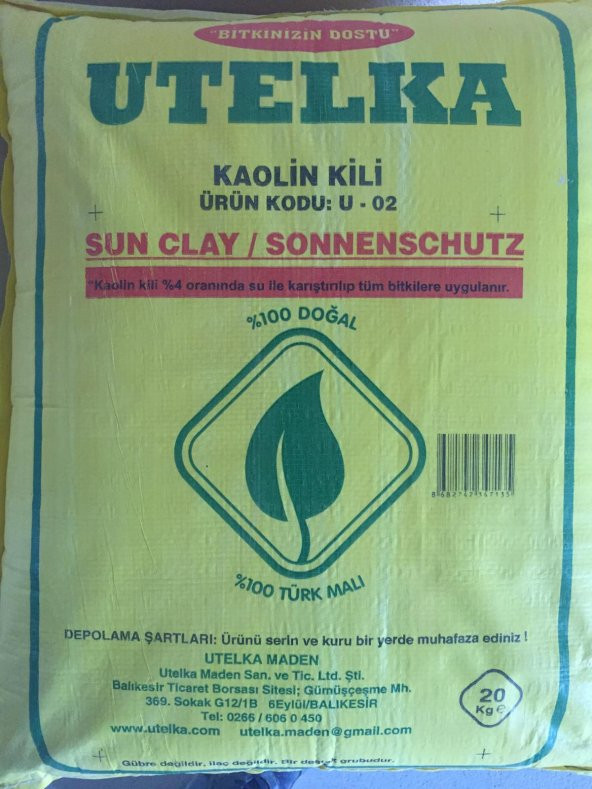 "BİTKİNİZİN DOSTU"
UTELKA
KAOLİN KİLİ
ÜRÜN KODU: U - 02
SUN CLAY / SONNENSCHUTZ
"Kaolin kili %4 oranında su ile karıştırılıp tüm bitkilere uygulanır.
%100 DOĞAL
%100 TÜRK MALI
DEPOLAMA ŞARTLARI: Ürünü serin ve kuru bir yerde muhafaza ediniz !
UTELKA MADEN
Utelka Maden San. ve Tic. Ltd. Şti.
Balıkesir Ticaret Borsası Sitesi; Gümüşçeşme Mh.
369. Sokak G12/1B 6Eylül/BALIKESİR
Tel: 0266 / 606 0 450
www.utelka.com utelka.maden@gmail.com
20
Kg e
Gübre değildir, ilaç değildir. Bir destek grubudur.